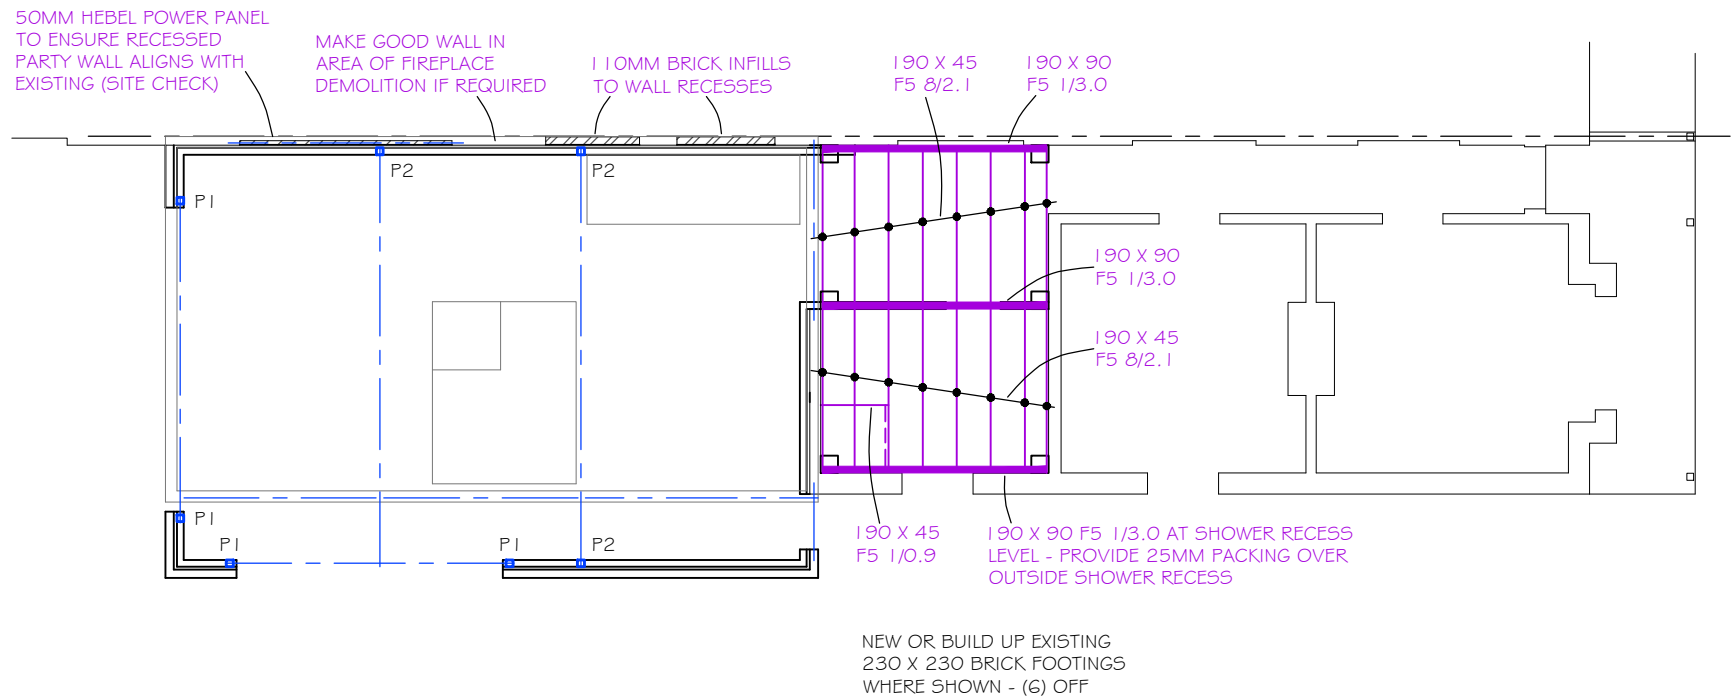 50MM HEBEL POWER PANEL
TO ENSURE RECESSED
PARTY WALL ALIGNS WITH
EXISTING (SITE CHECK)
MAKE GOOD WALL IN
AREA OF FIREPLACE
DEMOLITION IF REQUIRED
110MM BRICK INFILLS
TO WALL RECESSES
190 X 45
F5 8/2.1
190 X 90
F5 1/3.0
P2
P2
P1
190 X 90
F5 1/3.0
190 X 45
F5 8/2.1
P1
P1
P1
P2
190 X 45
F5 1/0.9
190 X 90 F5 1/3.0 AT SHOWER RECESS
LEVEL - PROVIDE 25MM PACKING OVER
OUTSIDE SHOWER RECESS
NEW OR BUILD UP EXISTING
230 X 230 BRICK FOOTINGS
WHERE SHOWN - (6) OFF